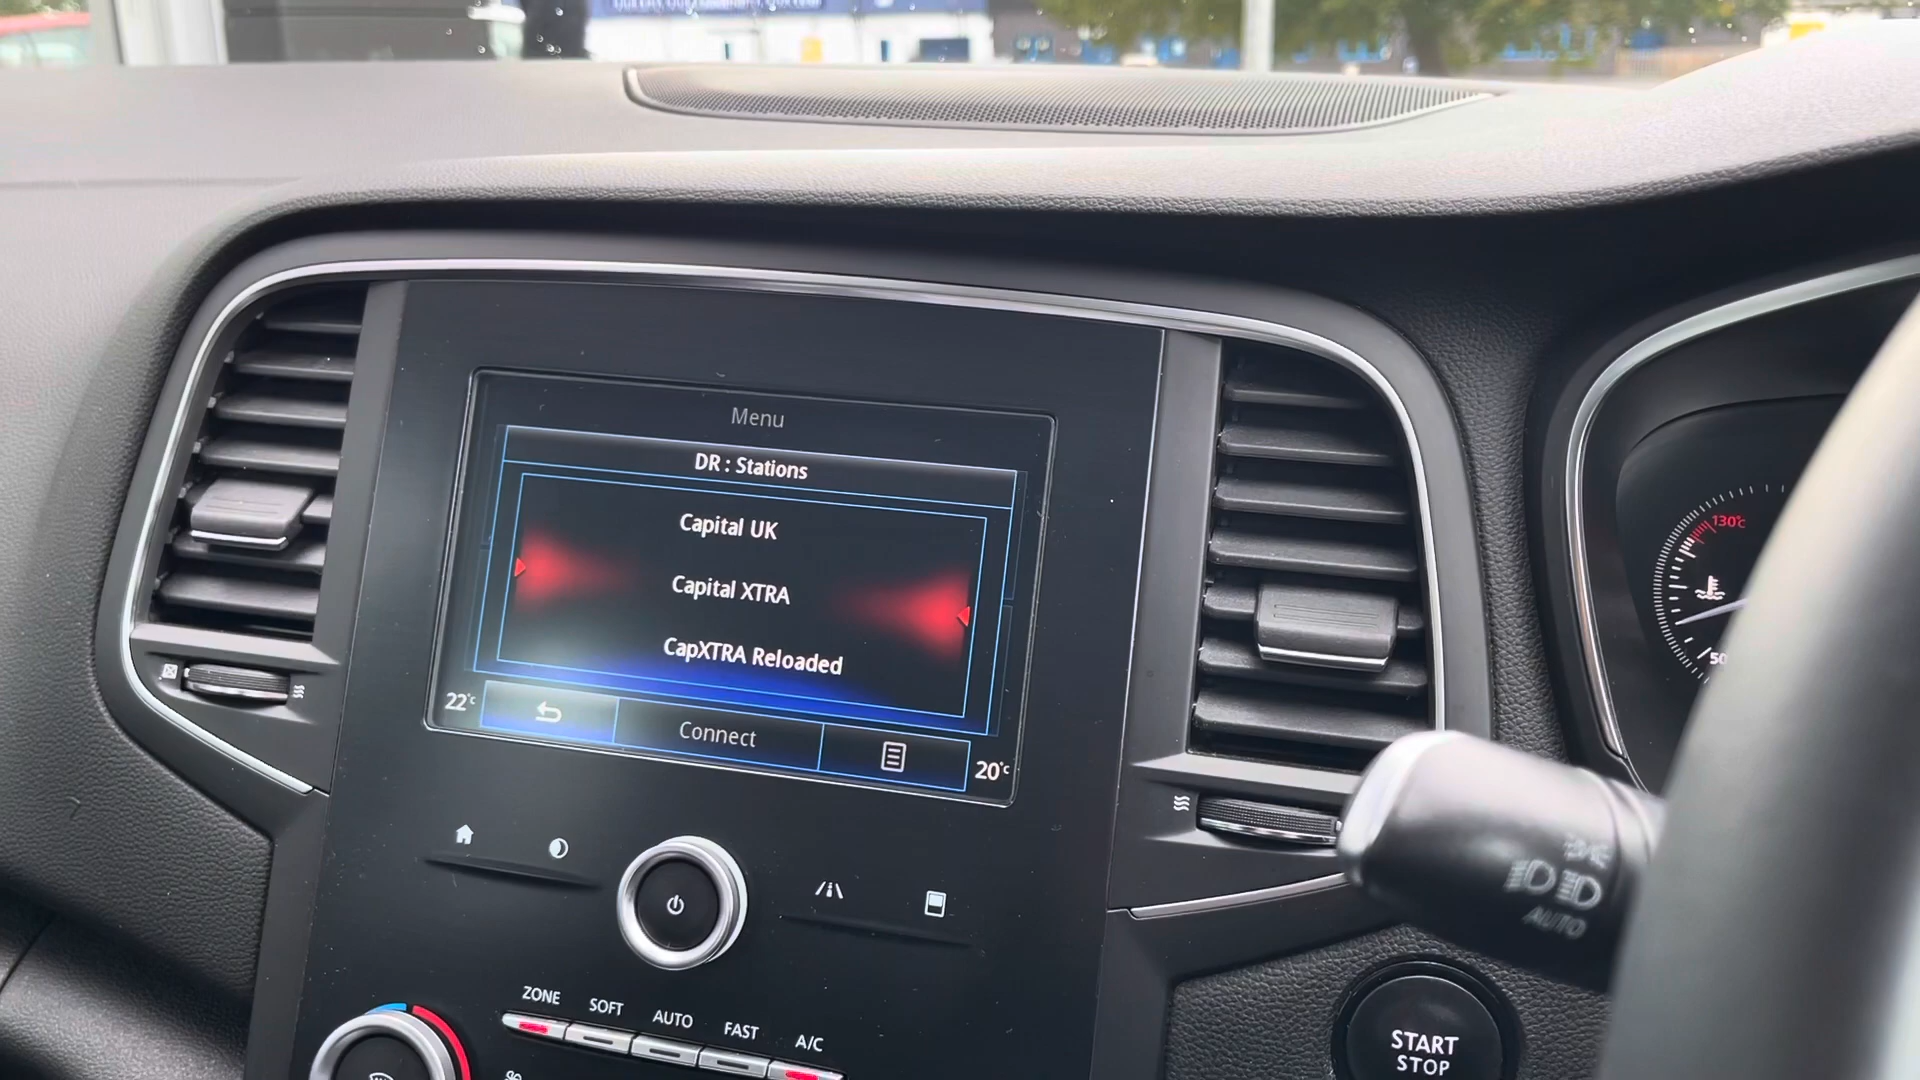 Menu
DR : Stations
Capital UK
Capital XTRA
CapXTRA Reloaded
22°c
Connect
20°c
130°c
50
ZONE
SOFT
AUTO
FAST
A/C
AUTO
START
STOP